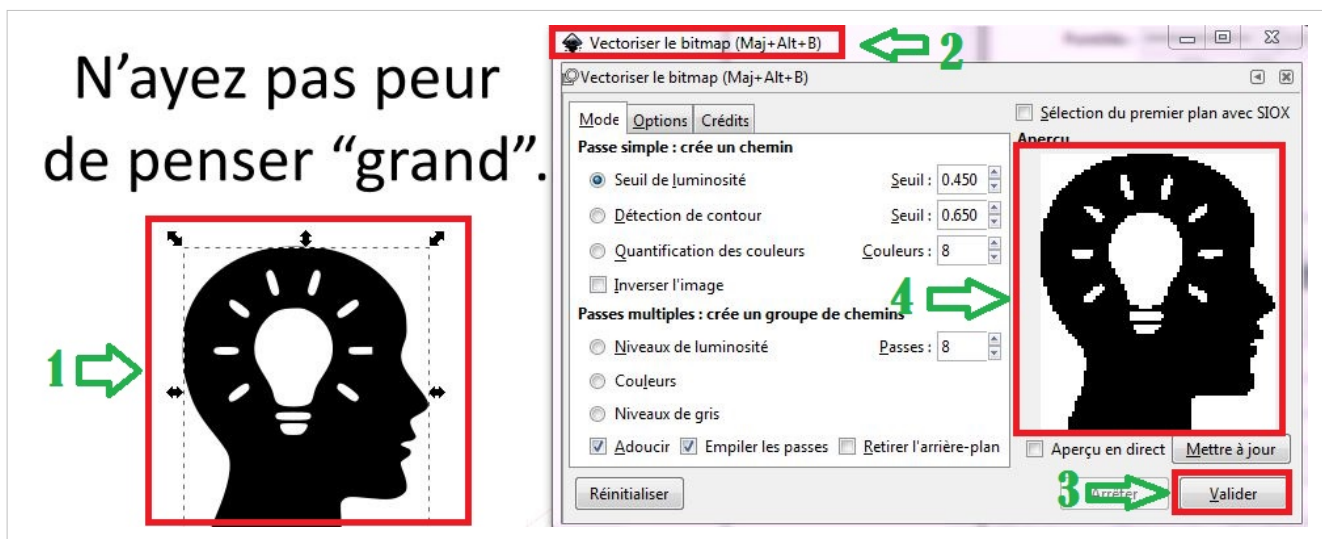 N'ayez pas peur
de penser “grand”.
1
Vectoriser le bitmap (Maj+Alt+B)
2
Vectoriser le bitmap (Maj+Alt+B)
Mode Options Crédits
Sélection du premier plan avec SIOX
Passe simple : crée un chemin
Aperçu
Seuil de luminosité Seuil : 0.450
Détection de contour Seuil : 0.650
Quantification des couleurs Couleurs : 8
Inverser l'image
4
Passes multiples : crée un groupe de chemins
Niveaux de luminosité Passes : 8
Couleurs
Niveaux de gris
Adoucir Empiler les passes Retirer l'arrière-plan
Aperçu en direct Mettre à jour
Réinitialiser
3
Arrêter
Valider